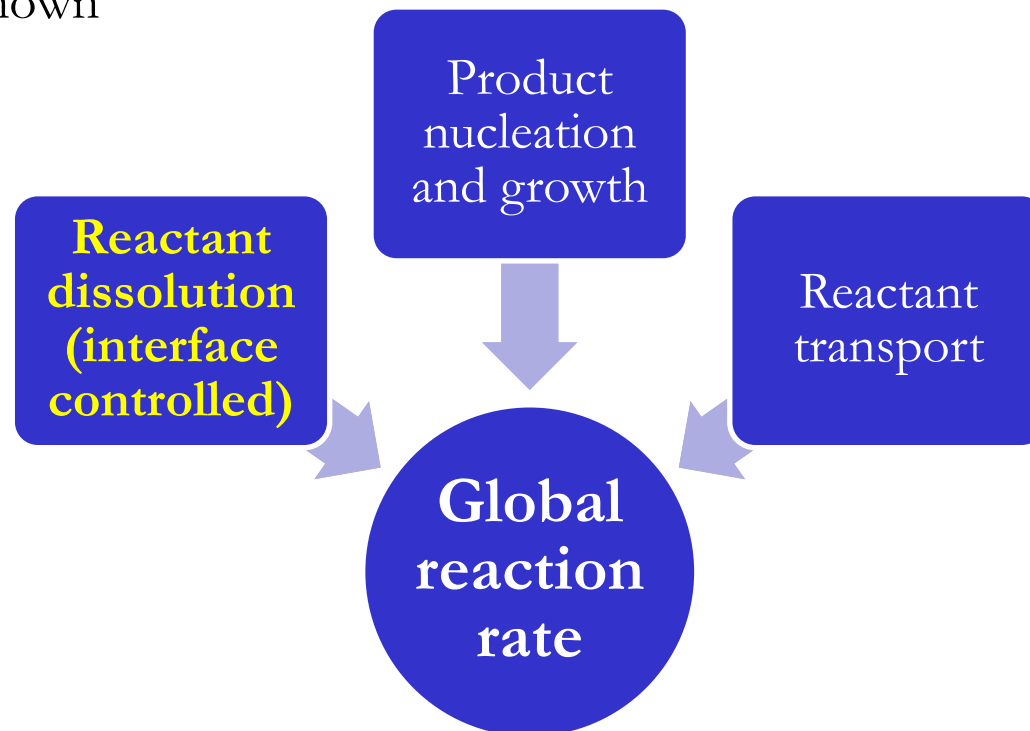 Product
nucleation
and growth
Reactant
dissolution
(interface
controlled)
Reactant
transport
Global
reaction
rate